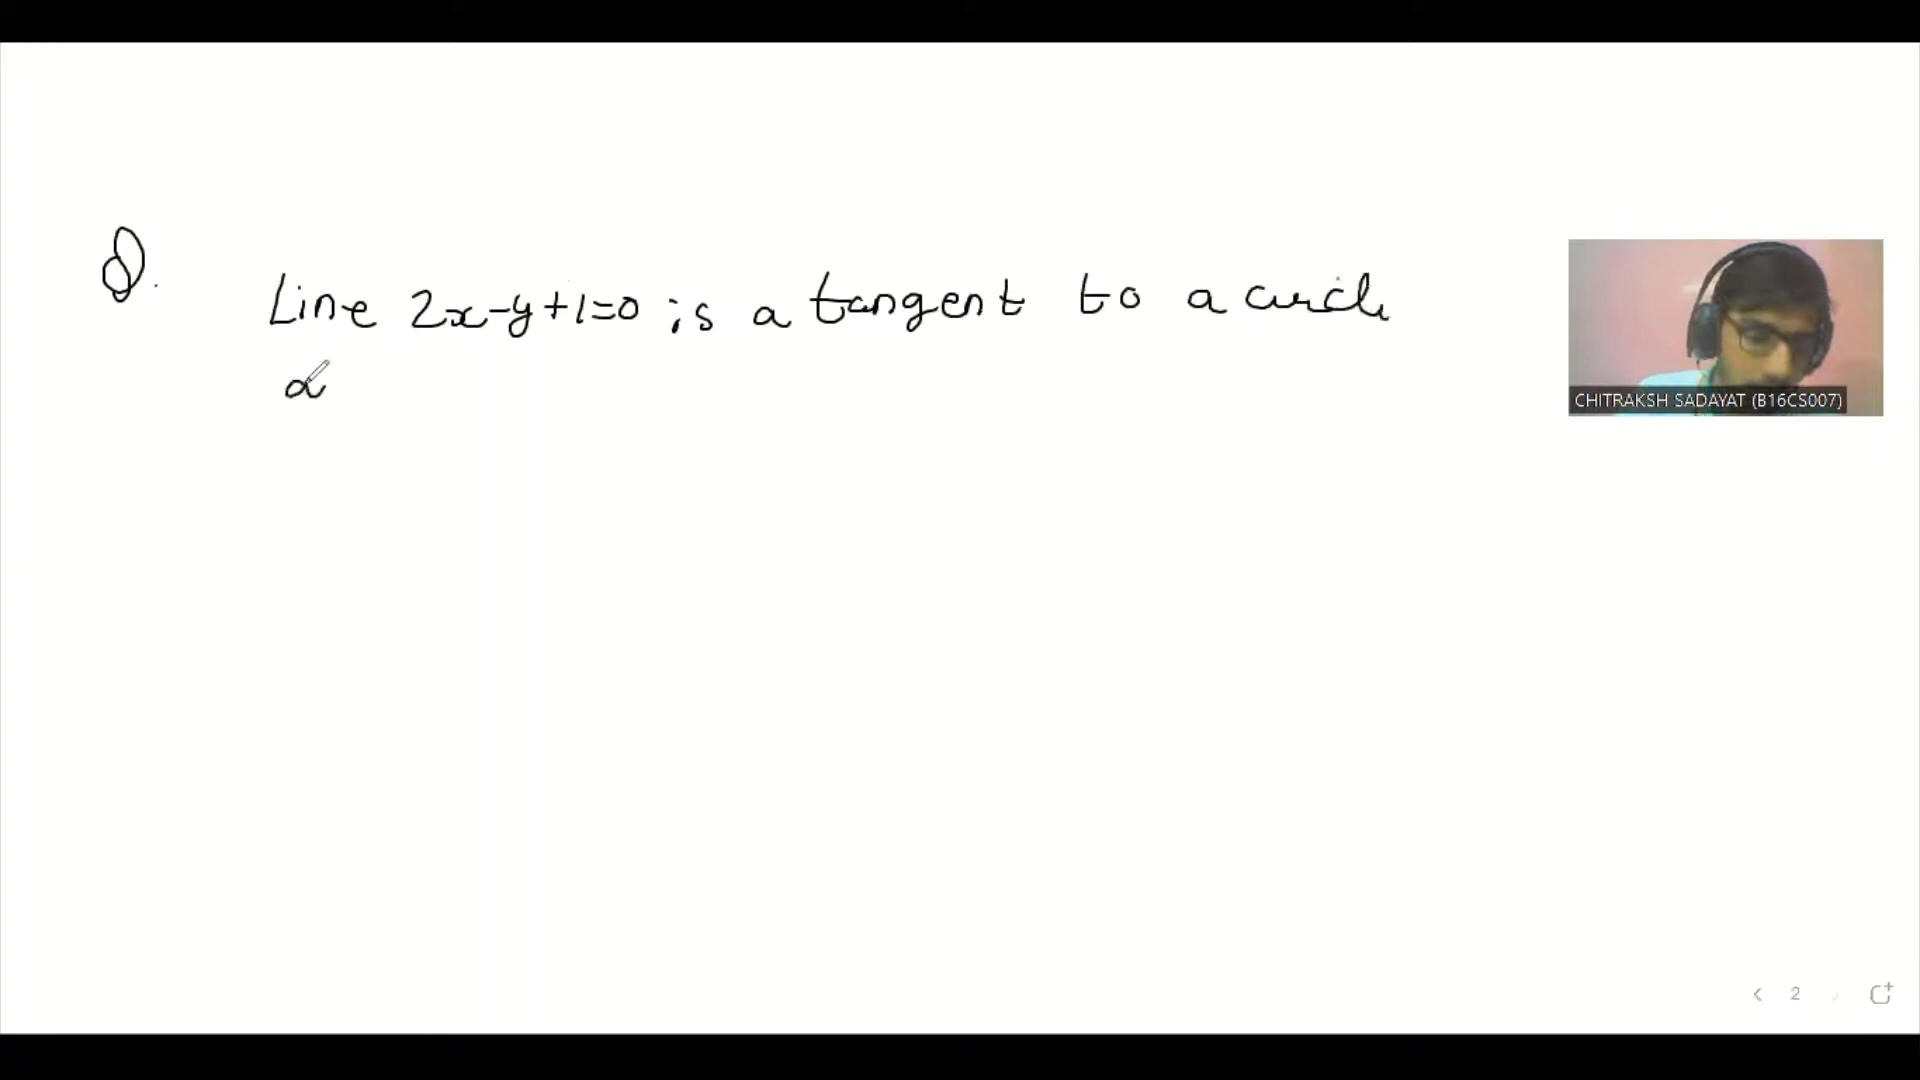 Q.
Line 2x-y+1=0 is a tangent to a circle
CHITRAKSH SADAYAT (B16CS007)
2